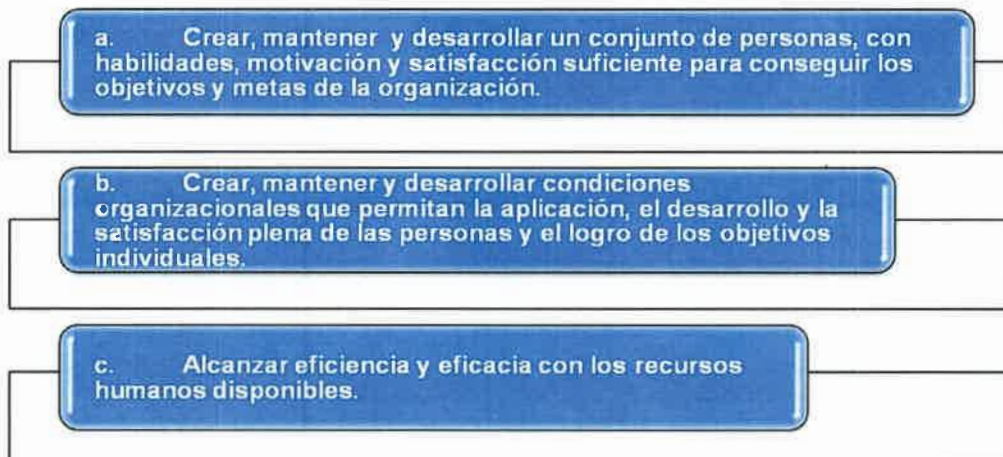 a. Crear, mantener y desarrollar un conjunto de personas, con
habilidades, motivación y satisfacción suficiente para conseguir los
objetivos y metas de la organización.
b. Crear, mantener y desarrollar condiciones
organizacionales que permitan la aplicación, el desarrollo y la
satisfacción plena de las personas y el logro de los objetivos
individuales.
c. Alcanzar eficiencia y eficacia con los recursos
humanos disponibles.